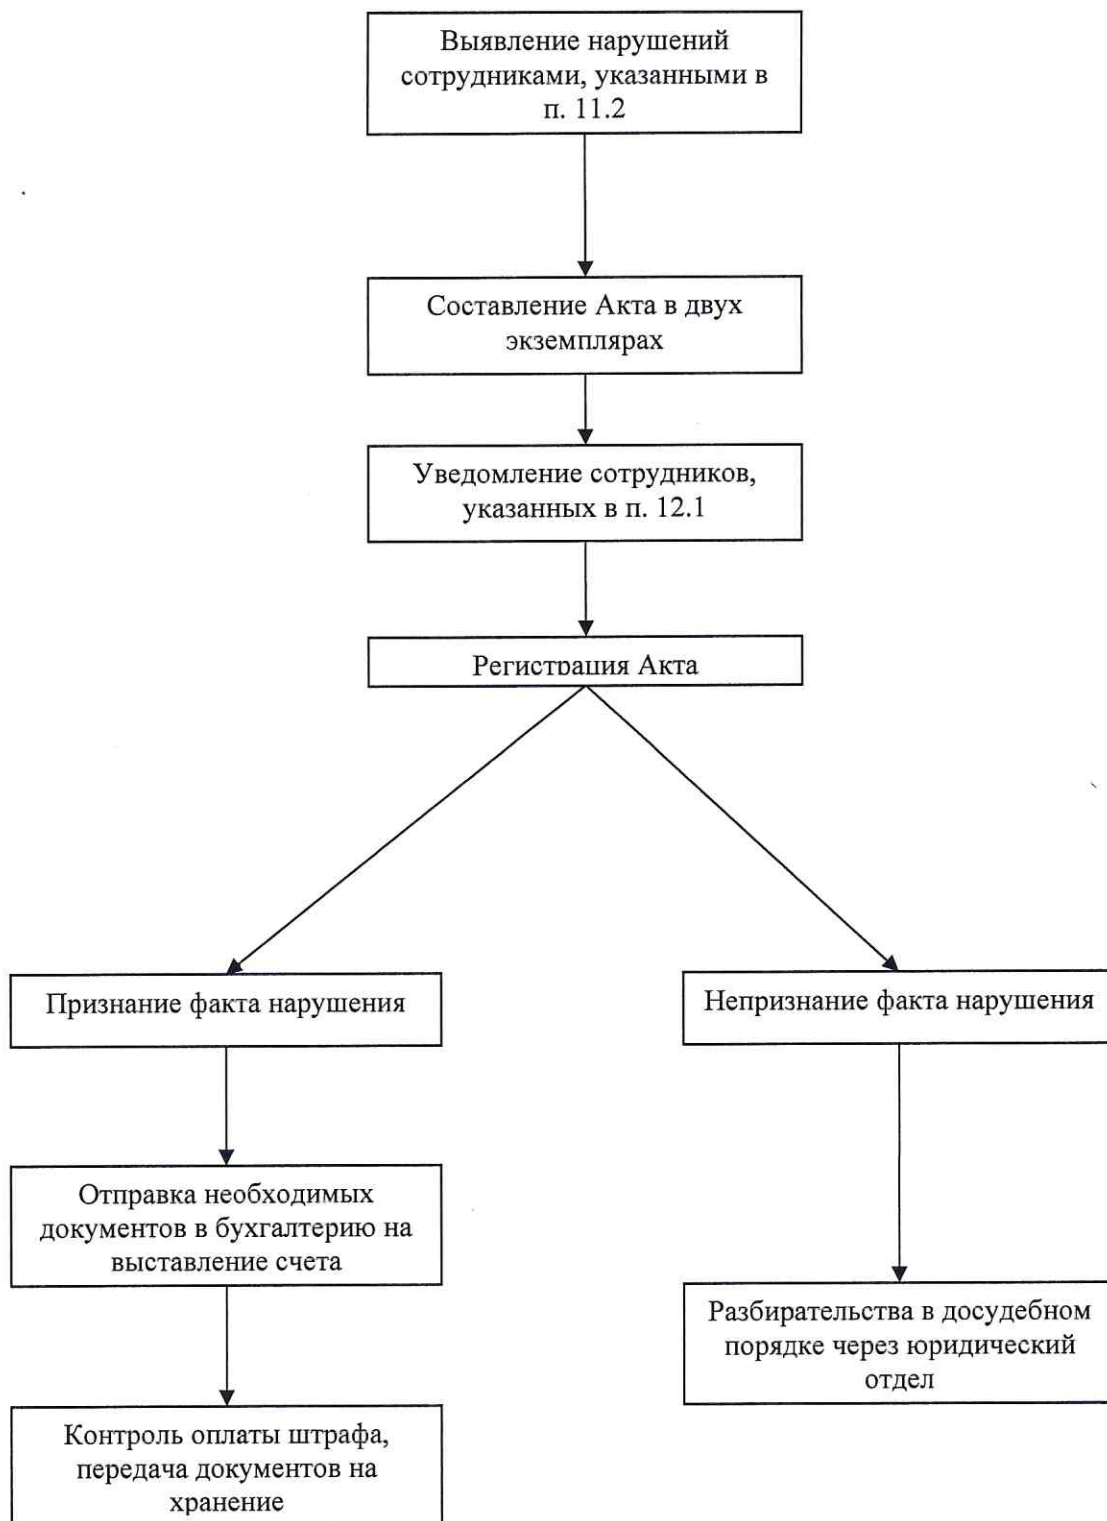 Выявление нарушений
сотрудниками, указанными в
п. 11.2
Составление Акта в двух
экземплярах
Уведомление сотрудников,
указанных в п. 12.1
Регистрация Акта
Признание факта нарушения
Непризнание факта нарушения
Отправка необходимых
документов в бухгалтерию на
выставление счета
Разбирательства в досудебном
порядке через юридический
отдел
Контроль оплаты штрафа,
передача документов на
хранение